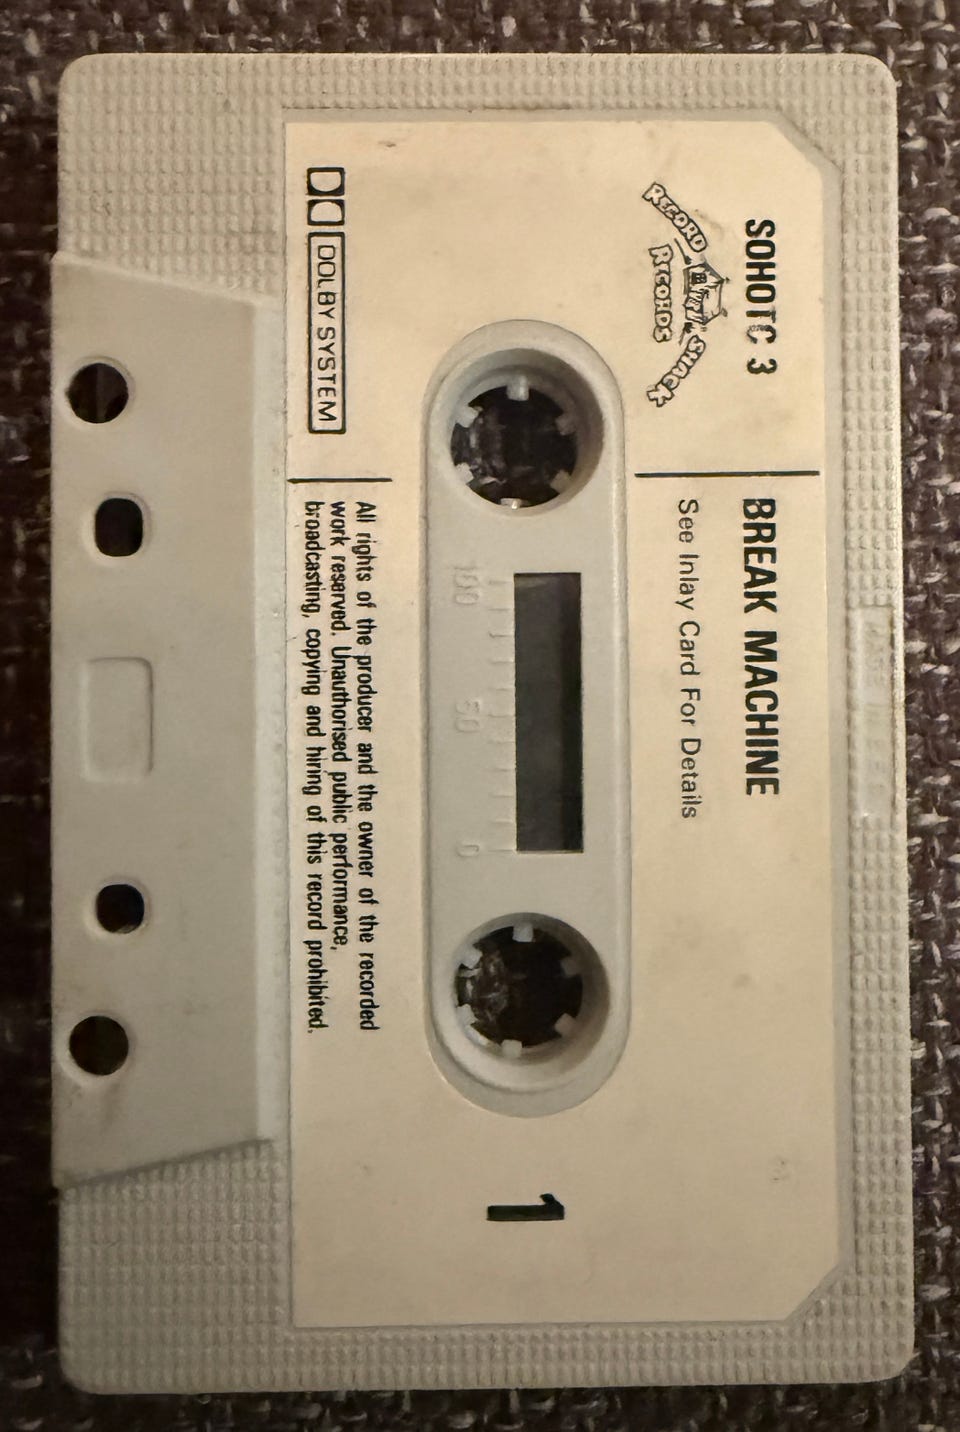 SOHOTC 3
BREAK MACHINE
RECORD SHACK
RECORDS
See Inlay Card For Details
100 50 0
1
DOLBY SYSTEM
All rights of the producer and the owner of the recorded
work reserved. Unauthorised public performance,
broadcasting, copying and hiring of this record prohibited.